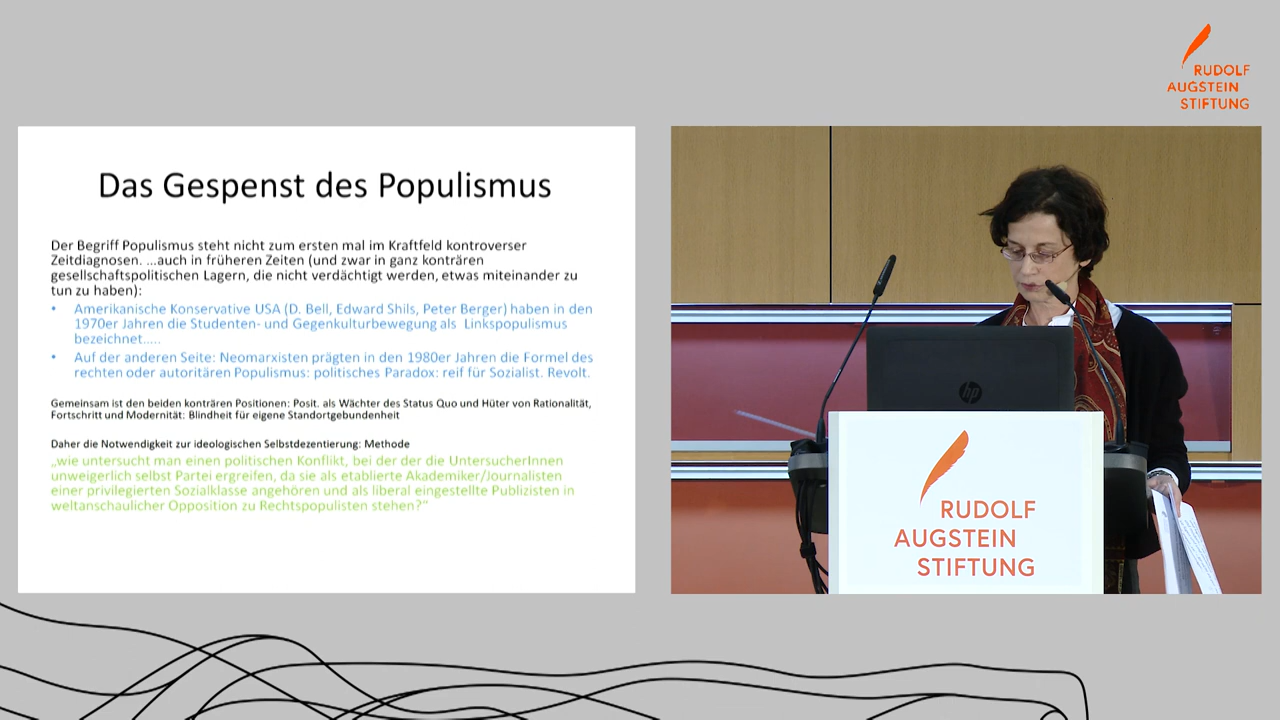 RUDOLF
AUGSTEIN
STIFTUNG
Das Gespenst des Populismus
Der Begriff Populismus steht nicht zum ersten mal im Kraftfeld kontroverser
Zeitdiagnosen. ...auch in früheren Zeiten (und zwar in ganz konträren
gesellschaftspolitischen Lagern, die nicht verdächtigt werden, etwas miteinander zu
tun zu haben):
• Amerikanische Konservative USA (D. Bell, Edward Shils, Peter Berger) haben in den
1970er Jahren die Studenten- und Gegenkulturbewegung als Linkspopulismus
bezeichnet.....
• Auf der anderen Seite: Neomarxisten prägten in den 1980er Jahren die Formel des
rechten oder autoritären Populismus: politisches Paradox: reif für Sozialist. Revolt.
Gemeinsam ist den beiden konträren Positionen: Posit. als Wächter des Status Quo und Hüter von Rationalität,
Fortschritt und Modernität: Blindheit für eigene Standortgebundenheit
Daher die Notwendigkeit zur ideologischen Selbstdezentierung: Methode
„wie untersucht man einen politischen Konflikt, bei der der die UntersucherInnen
unweigerlich selbst Partei ergreifen, da sie als etablierte Akademiker/Journalisten
einer privilegierten Sozialklasse angehören und als liberal eingestellte Publizisten in
weltanschaulicher Opposition zu Rechtspopulisten stehen?"
hp
RUDOLF
AUGSTEIN
STIFTUNG